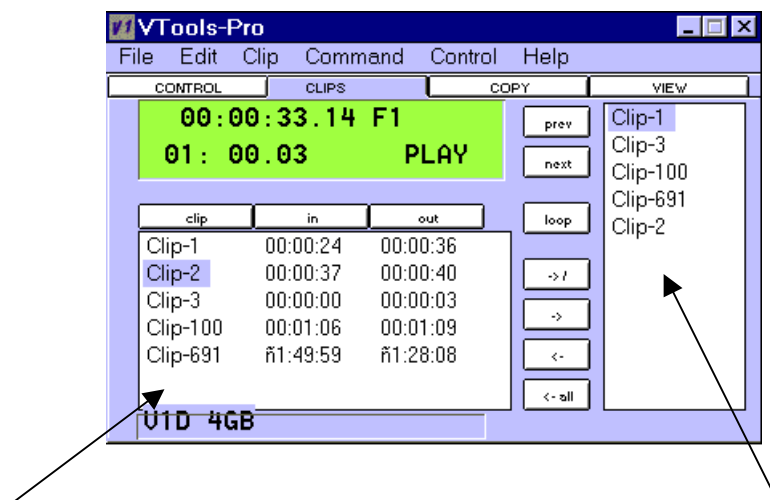 V1 VTools-Pro
File Edit Clip Command Control Help
CONTROL CLIPS COPY VIEW
00:00:33.14 F1
01: 00.03 PLAY
prev
next
loop
->/
->
<-
<- all
clip in out
Clip-1 00:00:24 00:00:36
Clip-2 00:00:37 00:00:40
Clip-3 00:00:00 00:00:03
Clip-100 00:01:06 00:01:09
Clip-691 ñ1:49:59 ñ1:28:08
V1D 4GB
Clip-1
Clip-3
Clip-100
Clip-691
Clip-2